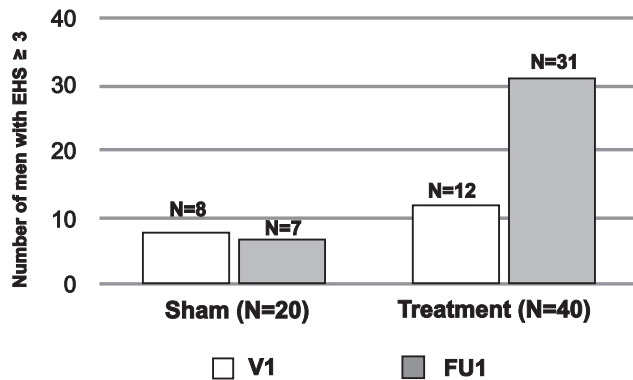 Number of men with EHS ≥ 3
40
30
20
10
0
N=8
N=7
N=12
N=31
Sham (N=20)
Treatment (N=40)
V1
FU1